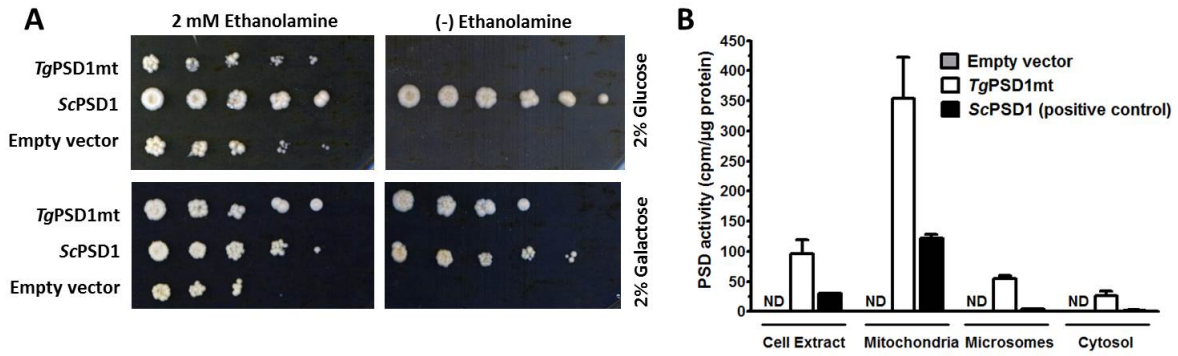 A
2 mM Ethanolamine
(-) Ethanolamine
TgPSD1mt
ScPSD1
Empty vector
2% Glucose
TgPSD1mt
ScPSD1
Empty vector
2% Galactose
B
PSD activity (cpm/µg protein)
450
400
350
300
250
200
150
100
50
0
Empty vector
TgPSD1mt
ScPSD1 (positive control)
ND
ND
ND
ND
Cell Extract
Mitochondria
Microsomes
Cytosol